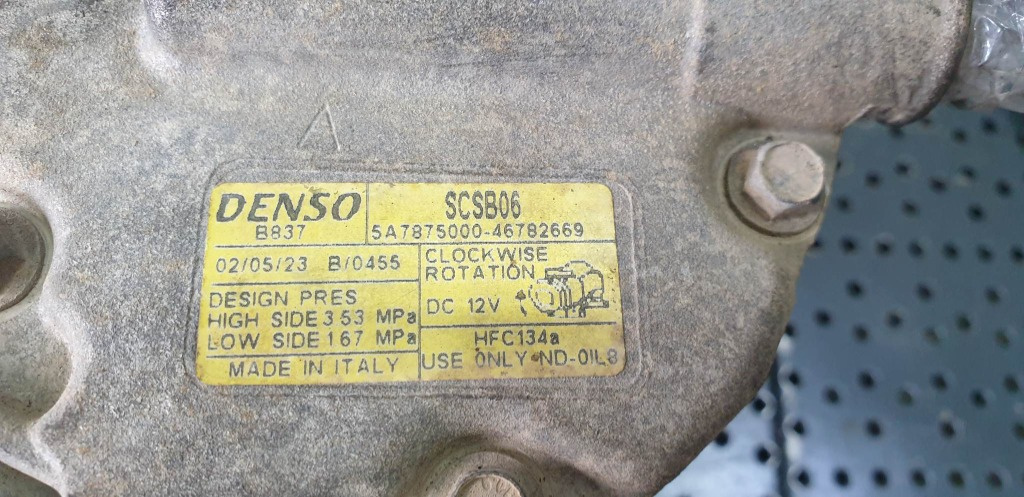 A
DENSO
B837
SCSB06
5A7875000-46782669
02/05/23 B/0455
CLOCKWISE
ROTATION
DC 12V
DESIGN PRES
HIGH SIDE 3 53 MPa
LOW SIDE 1 67 MPa
HFC134a
MADE IN ITALY
USE ONLY ND-OIL8